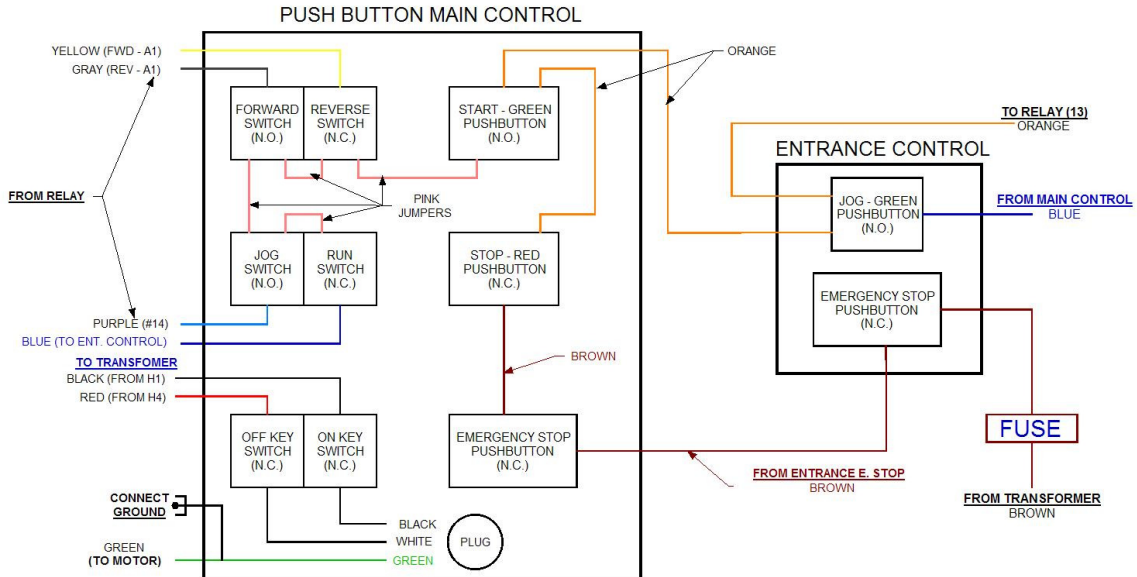 PUSH BUTTON MAIN CONTROL
YELLOW (FWD - A1)
GRAY (REV - A1)
ORANGE
FORWARD
SWITCH
(N.O.)
REVERSE
SWITCH
(N.C.)
START - GREEN
PUSHBUTTON
(N.O.)
TO RELAY (13)
ORANGE
ENTRANCE CONTROL
FROM RELAY
PINK
JUMPERS
JOG - GREEN
PUSHBUTTON
(N.O.)
FROM MAIN CONTROL
BLUE
JOG
SWITCH
(N.O.)
RUN
SWITCH
(N.C.)
STOP - RED
PUSHBUTTON
(N.C.)
EMERGENCY STOP
PUSHBUTTON
(N.C.)
PURPLE (#14)
BLUE (TO ENT. CONTROL)
TO TRANSFOMER
BLACK (FROM H1)
RED (FROM H4)
BROWN
OFF KEY
SWITCH
(N.C.)
ON KEY
SWITCH
(N.C.)
EMERGENCY STOP
PUSHBUTTON
(N.C.)
FUSE
FROM ENTRANCE E. STOP
BROWN
FROM TRANSFORMER
BROWN
CONNECT
GROUND
BLACK
WHITE
GREEN
PLUG
GREEN
(TO MOTOR)